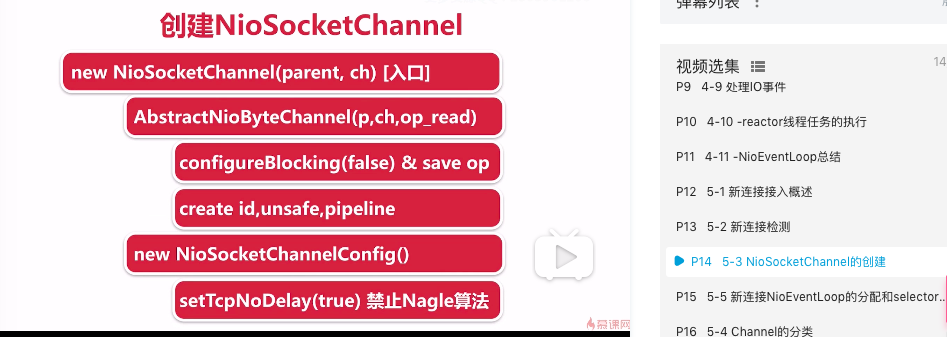 创建NioSocketChannel
new NioSocketChannel(parent, ch) [入口]
AbstractNioByteChannel(p,ch,op_read)
configureBlocking(false) & save op
create id,unsafe,pipeline
new NioSocketChannelConfig()
setTcpNoDelay(true) 禁止Nagle算法
慕课网
弹幕列表
视频选集
14
P9 4-9 处理IO事件
P10 4-10 -reactor线程任务的执行
P11 4-11 -NioEventLoop总结
P12 5-1 新连接接入概述
P13 5-2 新连接检测
P14 5-3 NioSocketChannel的创建
P15 5-5 新连接NioEventLoop的分配和selector...
P16 5-4 Channel的分类